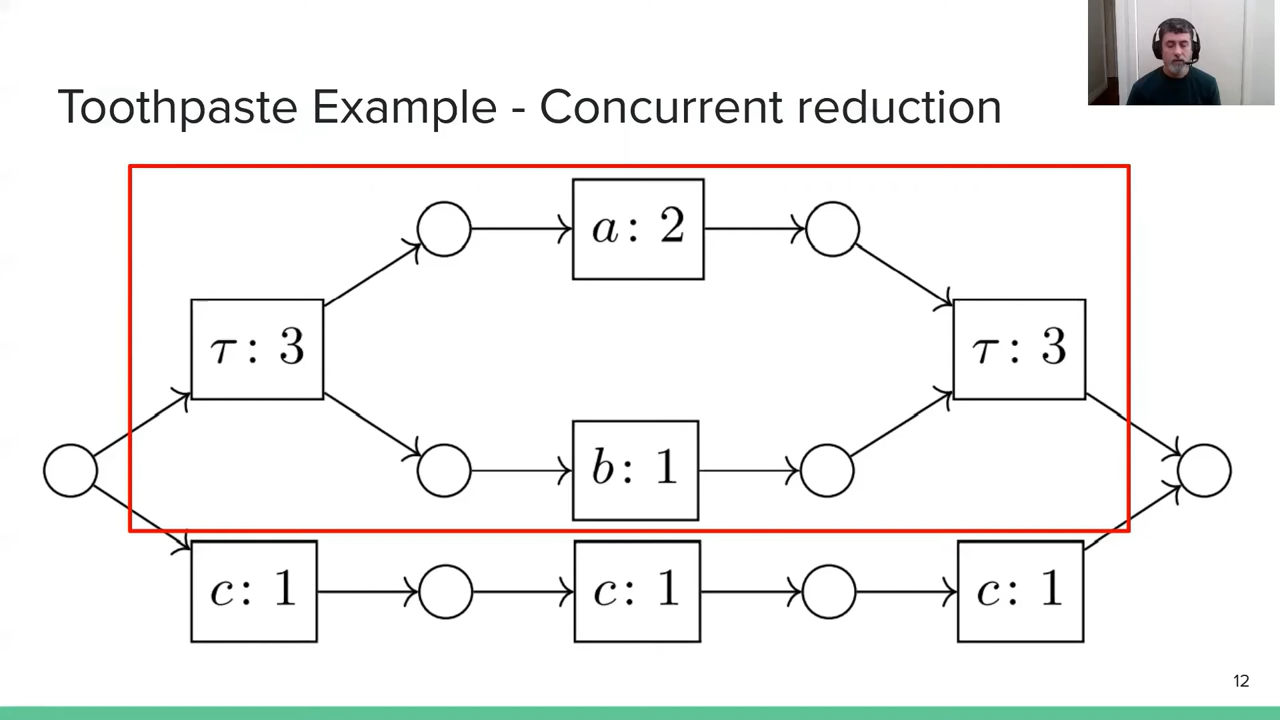 Toothpaste Example - Concurrent reduction
a: 2
τ: 3
τ: 3
b: 1
c: 1
c: 1
c: 1
12